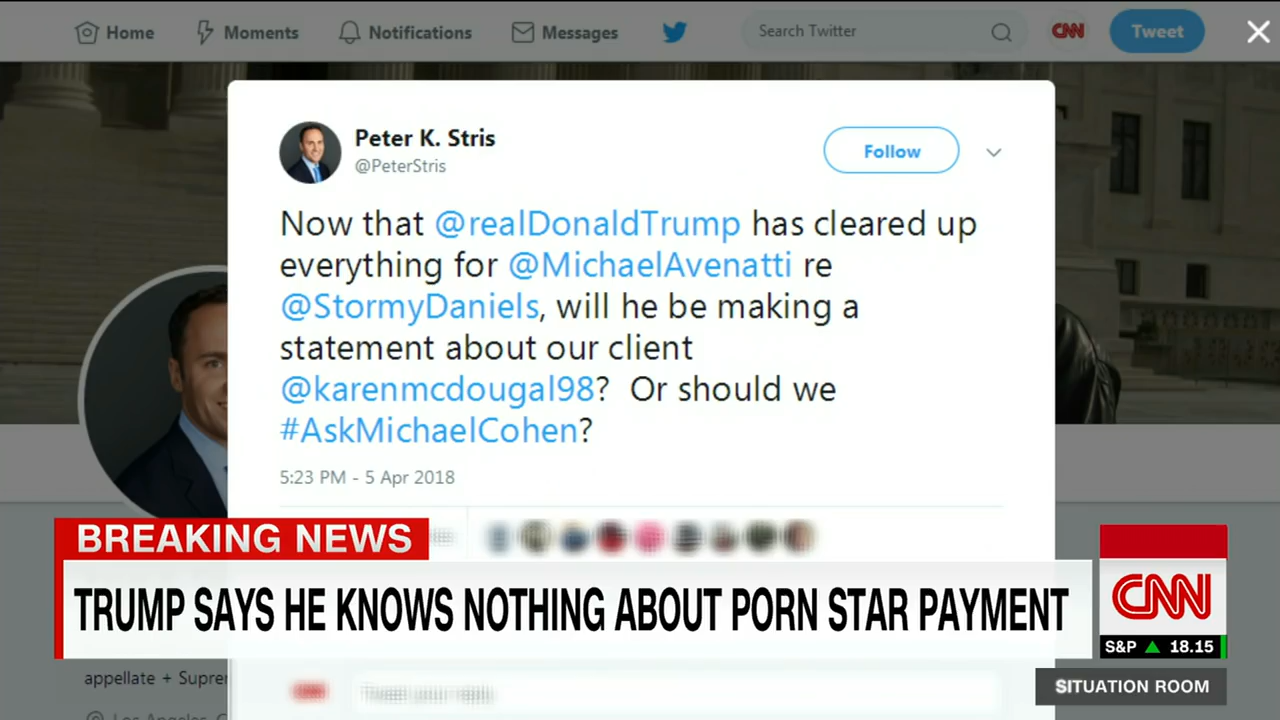 Home Moments Notifications Messages Search Twitter CNN Tweet
Peter K. Stris
@PeterStris
Follow
Now that @realDonaldTrump has cleared up
everything for @MichaelAvenatti re
@StormyDaniels, will he be making a
statement about our client
@karenmcdougal98? Or should we
#AskMichaelCohen?
5:23 PM - 5 Apr 2018
BREAKING NEWS
TRUMP SAYS HE KNOWS NOTHING ABOUT PORN STAR PAYMENT
CNN
S&P ▲ 18.15
appellate +
SITUATION ROOM
CNN
Los Angeles,